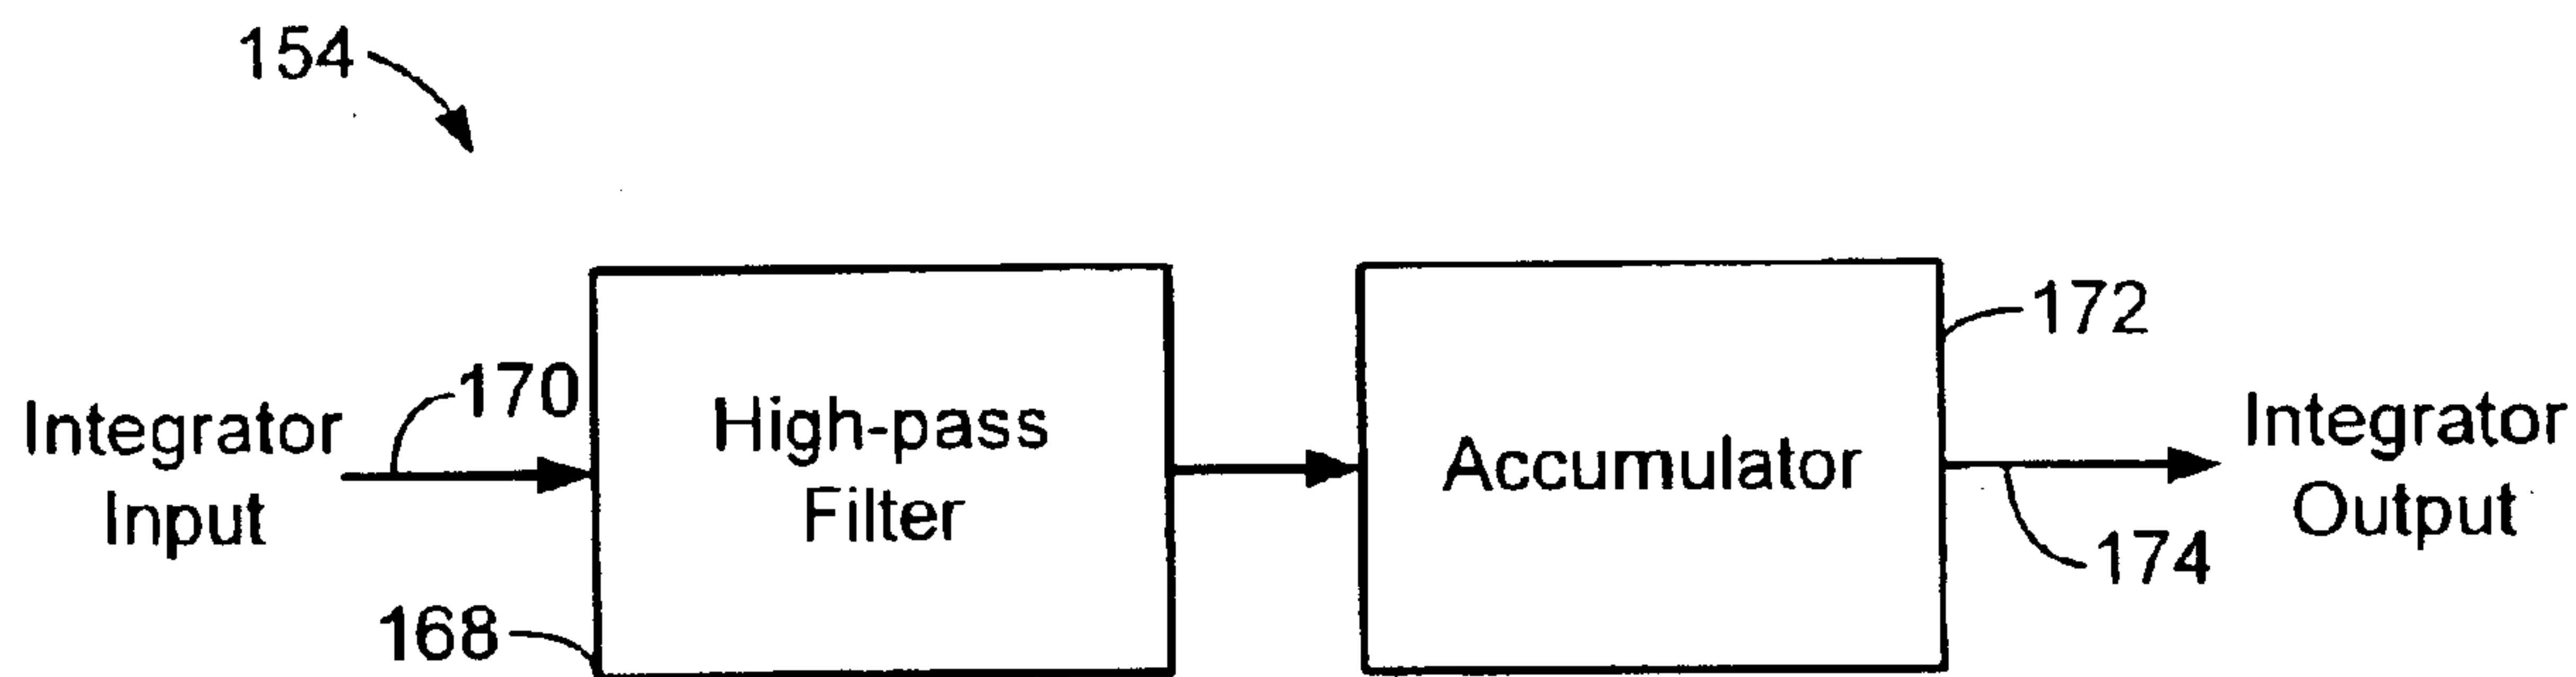 154
170
Integrator
Input
High-pass
Filter
168
Accumulator
172
Integrator
Output
174